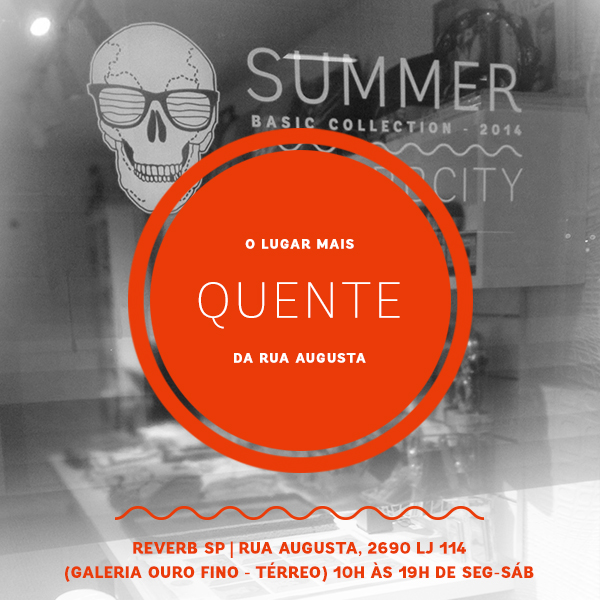 SUMMER
BASIC COLLECTION - 2014
CITY
O LUGAR MAIS
QUENTE
DA RUA AUGUSTA
REVERB SP | RUA AUGUSTA, 2690 LJ 114
(GALERIA OURO FINO - TÉRREO) 10H ÀS 19H DE SEG-SÁB